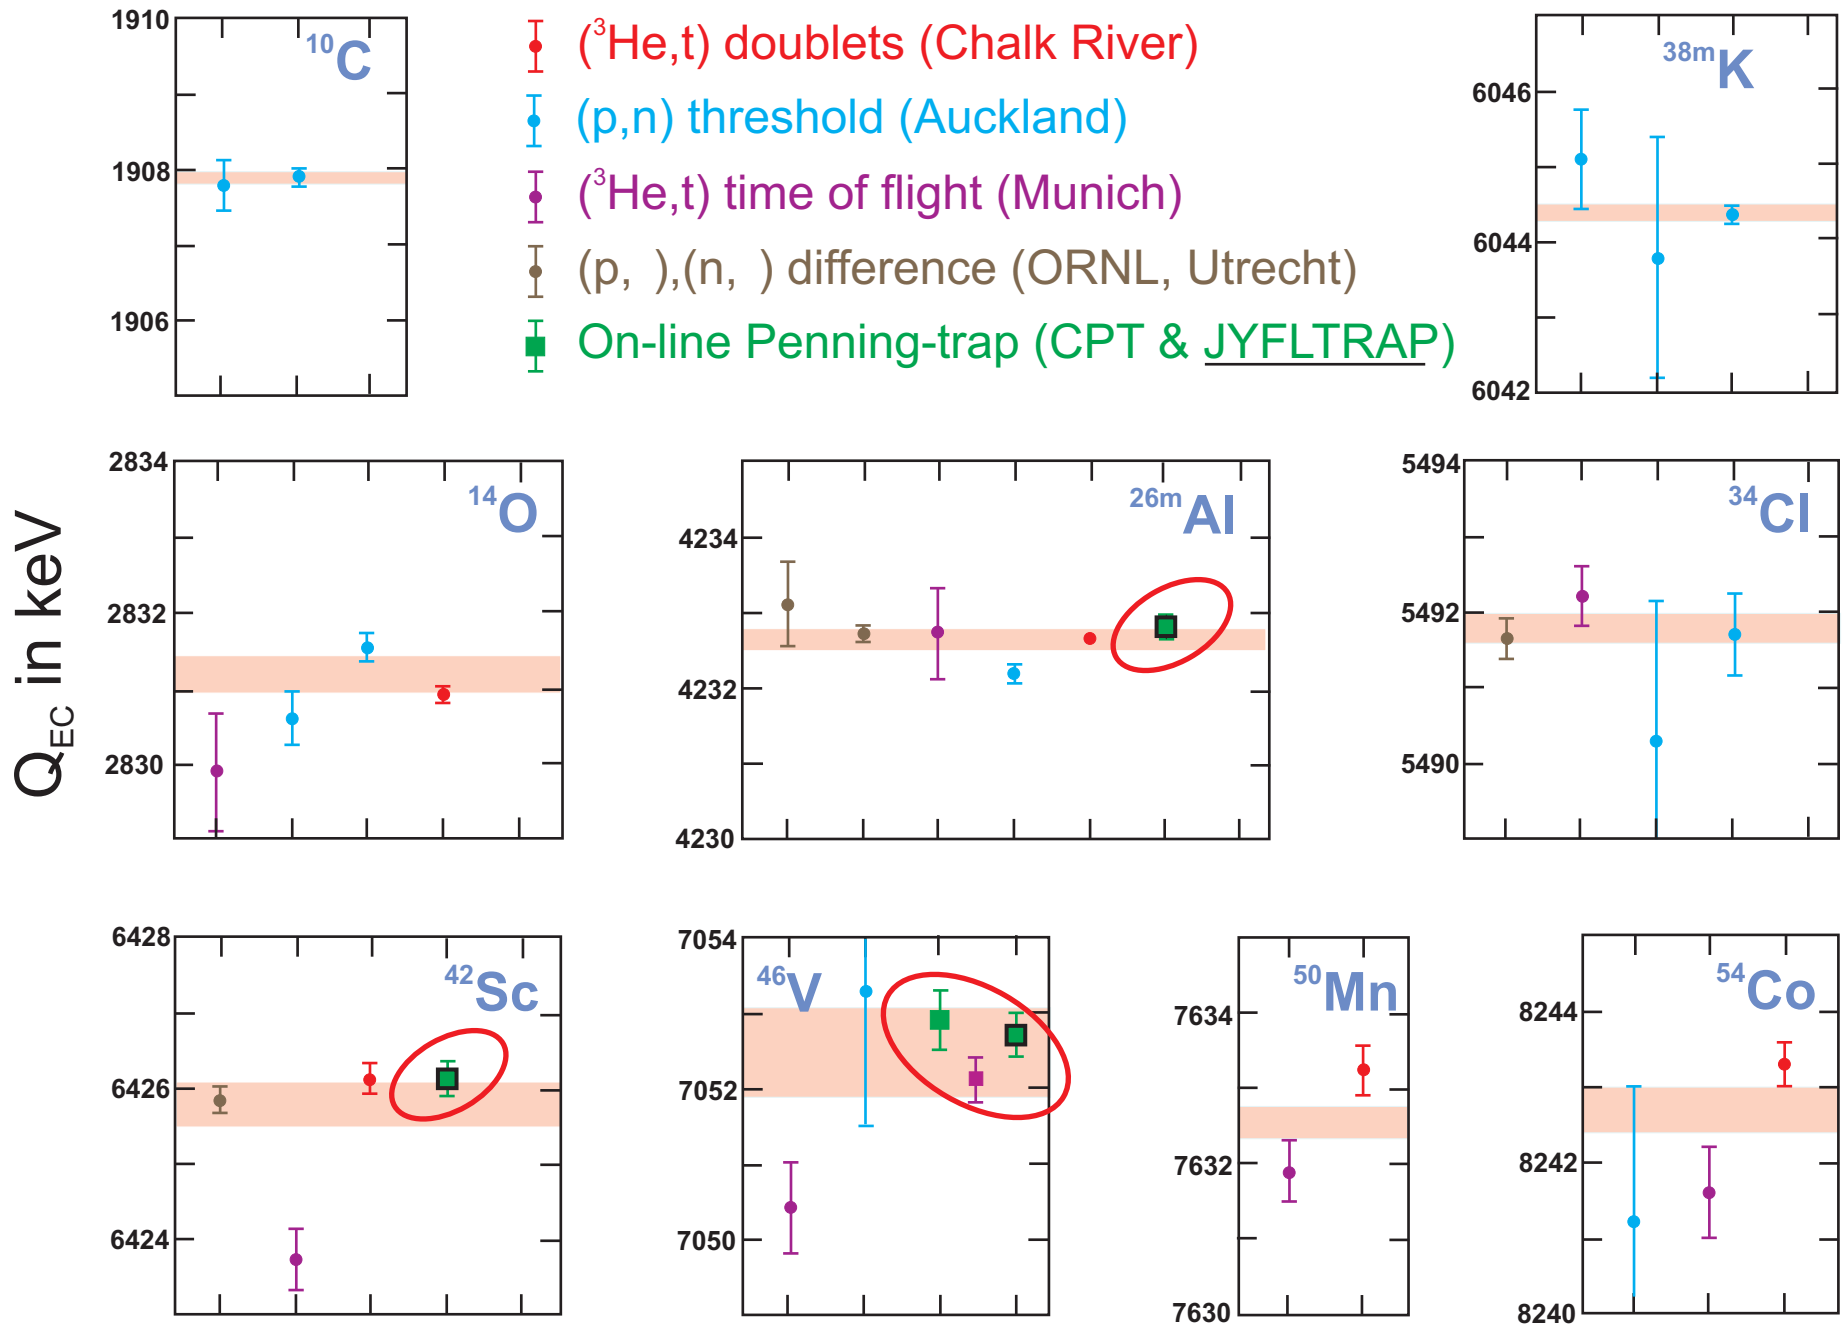 1910
1908
1906
¹⁰C
(³He,t) doublets (Chalk River)
(p,n) threshold (Auckland)
(³He,t) time of flight (Munich)
(p, ),(n, ) difference (ORNL, Utrecht)
On-line Penning-trap (CPT & JYFLTRAP)
6046
6044
6042
³⁸ᵐK
Q_EC in keV
2834
2832
2830
¹⁴O
4234
4232
4230
²⁶ᵐAl
5494
5492
5490
³⁴Cl
6428
6426
6424
⁴²Sc
7054
7052
7050
⁴⁶V
7634
7632
7630
⁵⁰Mn
8244
8242
8240
⁵⁴Co